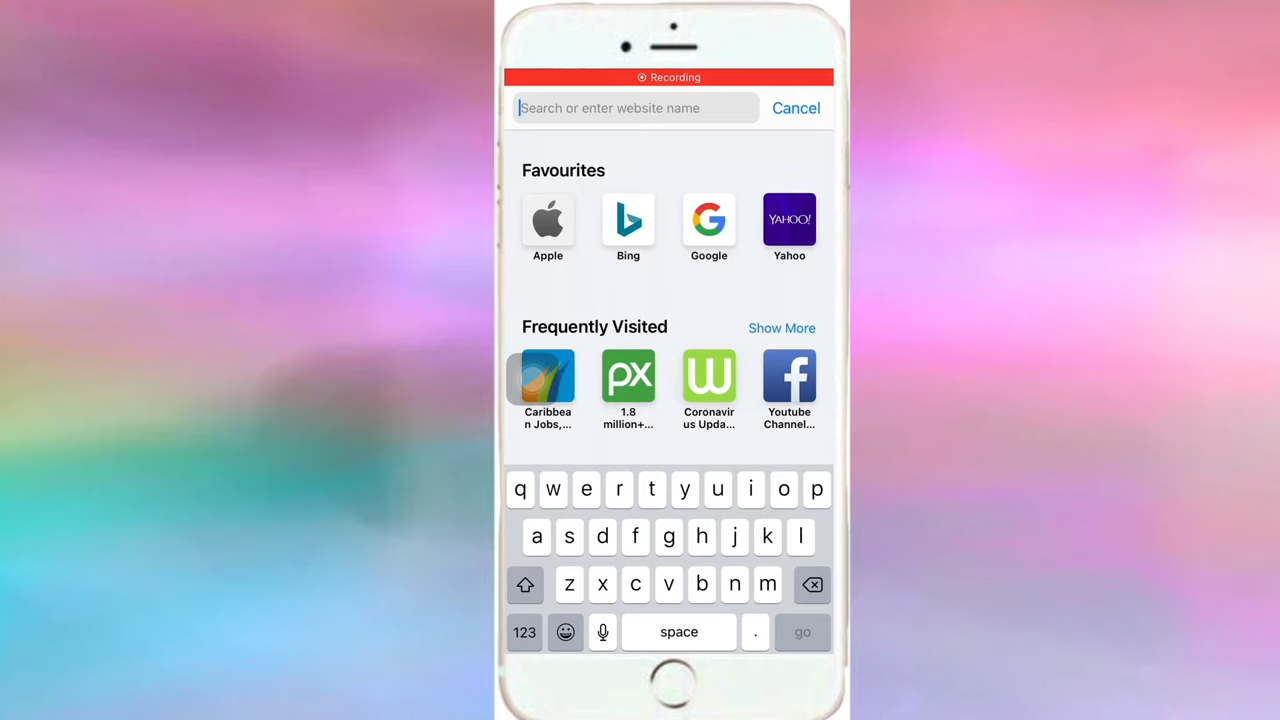 Recording
Search or enter website name Cancel
Favourites
YAHOO!
Apple Bing Google Yahoo
Frequently Visited Show More
px W f
Caribbea 1.8 Coronavir Youtube
n Jobs,... million+... us Upda... Channel...
q w e r t y u i o p
a s d f g h j k l
z x c v b n m
123 space . go